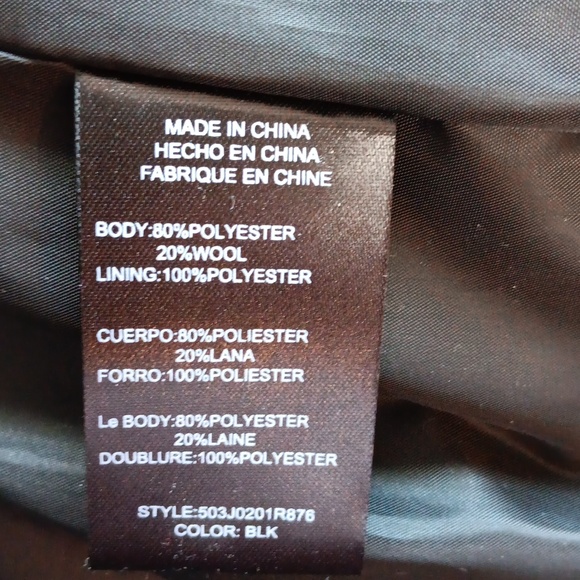 MADE IN CHINA
HECHO EN CHINA
FABRIQUE EN CHINE
BODY:80%POLYESTER
20%WOOL
LINING:100%POLYESTER
CUERPO:80%POLIESTER
20%LANA
FORRO:100%POLIESTER
Le BODY:80%POLYESTER
20%LAINE
DOUBLURE:100%POLYESTER
STYLE:503J0201R876
COLOR: BLK